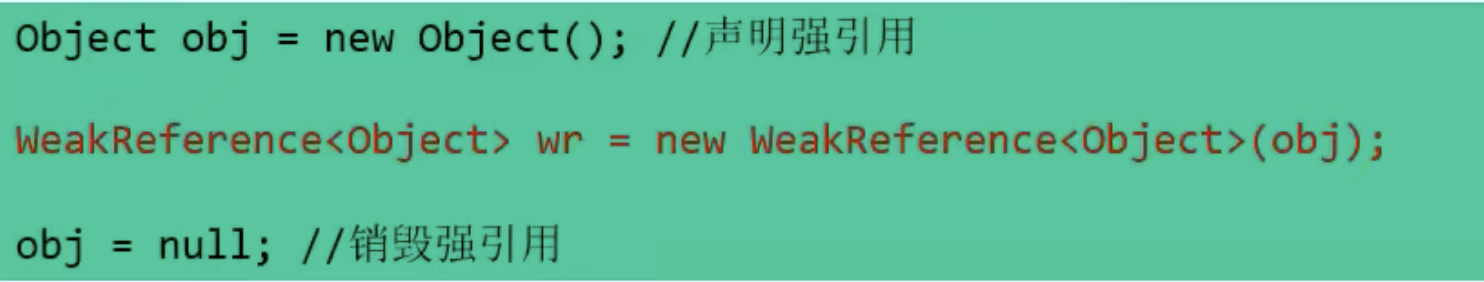 Object obj = new Object(); //声明强引用
WeakReference<Object> wr = new WeakReference<Object>(obj);
obj = null; //销毁强引用